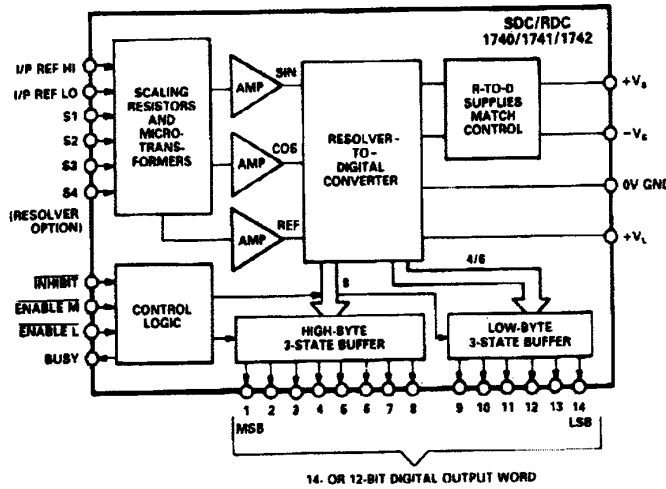 SDC/RDC
1740/1741/1742
I/P REF HI
I/P REF LO
S1
S2
S3
S4
(RESOLVER
OPTION)
SCALING
RESISTORS
AND
MICRO-
TRANS-
FORMERS
AMP
SIN
AMP
COS
AMP
REF
RESOLVER-
TO-
DIGITAL
CONVERTER
R-TO-D
SUPPLIES
MATCH
CONTROL
+VS
-VS
0V GND
+VL
INHIBIT
ENABLE M
ENABLE L
BUSY
CONTROL
LOGIC
8
4/6
HIGH-BYTE
3-STATE BUFFER
LOW-BYTE
3-STATE BUFFER
1 2 3 4 5 6 7 8 9 10 11 12 13 14
MSB LSB
14- OR 12-BIT DIGITAL OUTPUT WORD